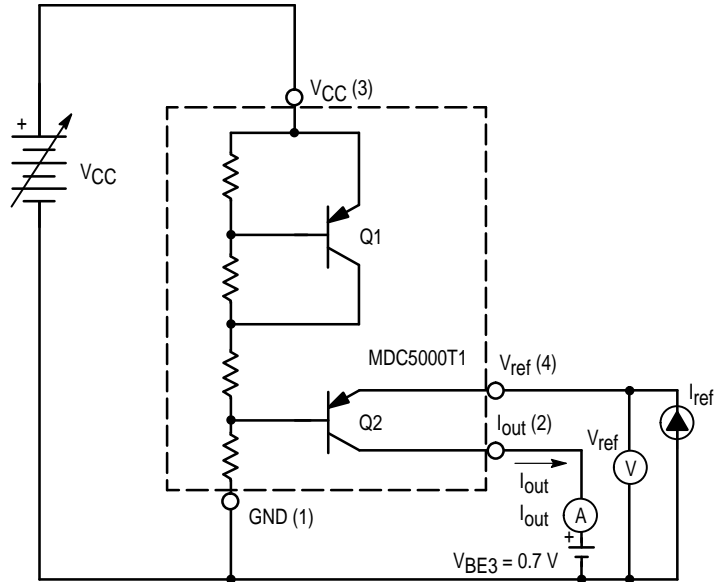 VCC (3)
+
VCC
Q1
MDC5000T1
Vref (4)
Iref
Q2
Iout (2)
Vref
V
Iout
Iout
A
GND (1)
+
VBE3 = 0.7 V